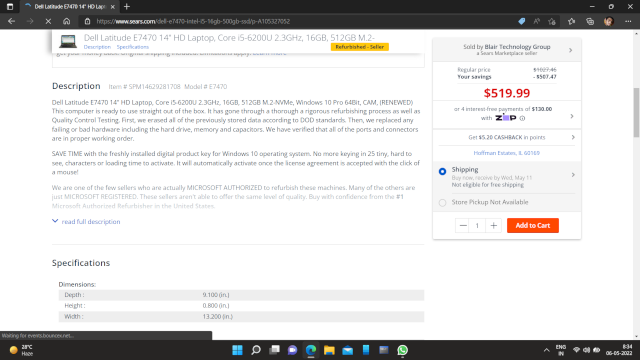 Dell Latitude E7470 14" HD Lap
https://www.sears.com/dell-e7470-intel-i5-16gb-500gb-ssd/p-A105327052
Dell Latitude E7470 14" HD Laptop, Core i5-6200U 2.3GHz, 16GB, 512GB M.2-
Description Specifications
Refurbished - Seller
Description Item # SPM14629281708 Model # E7470
Dell Latitude E7470 14" HD Laptop, Core i5-6200U 2.3GHz, 16GB, 512GB M.2-NVMe, Windows 10 Pro 64Bit, CAM, (RENEWED)
This computer is ready to use straight out of the box. It has gone through a thorough a rigorous refurbishing process as well as
Quality Control Testing. First, we erased all of the previously stored data according to DOD standards. Then, we replaced any
failing or bad hardware including the hard drive, memory and capacitors. We have verified that all of the ports and connectors
are in proper working order.
SAVE TIME with the freshly installed digital product key for Windows 10 operating system. No more keying in 25 tiny, hard to
see, characters or loading time to activate. It will automatically activate once the license agreement is accepted with the click of
a mouse!
We are one of the few sellers who are actually MICROSOFT AUTHORIZED to refurbish these machines. Many of the others are
just MICROSOFT REGISTERED. These sellers aren't able to offer the same level of quality. Buy with confidence from the #1
Microsoft Authorized Refurbisher in the United States.
read full description
Specifications
Dimensions:
Depth : 9.100 (in.)
Height : 0.800 (in.)
Width : 13.200 (in.)
Sold by Blair Technology Group
a Sears Marketplace seller
Regular price $1027.46
Your savings - $507.47
$519.99
or 4 interest-free payments of $130.00
with zip
Get $5.20 CASHBACK in points
Hoffman Estates, IL 60169
Shipping
Buy now, receive by Wed, May 11
Not eligible for free shipping
Store Pickup Not Available
— 1 + Add to Cart
Waiting for events.bouncex.net...
28°C
Haze
ENG
IN
8:34
06-05-2022